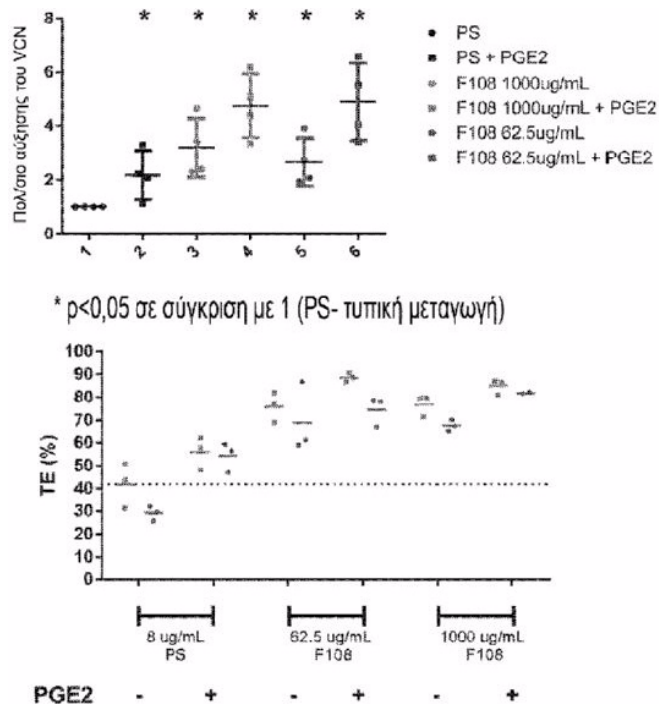 8
6
4
2
0
Πολ/σιο αύξησης του VCN
* * * * *
1 2 3 4 5 6
PS
PS + PGE2
F108 1000ug/mL
F108 1000ug/mL + PGE2
F108 62.5ug/mL
F108 62.5ug/mL + PGE2
* p<0,05 σε σύγκριση με 1 (PS- τυπική μεταγωγή)
100
90
80
70
60
50
40
30
20
10
0
TE (%)
8 ug/mL 62.5 ug/mL 1000 ug/mL
PS F108 F108
PGE2 - + - + - +